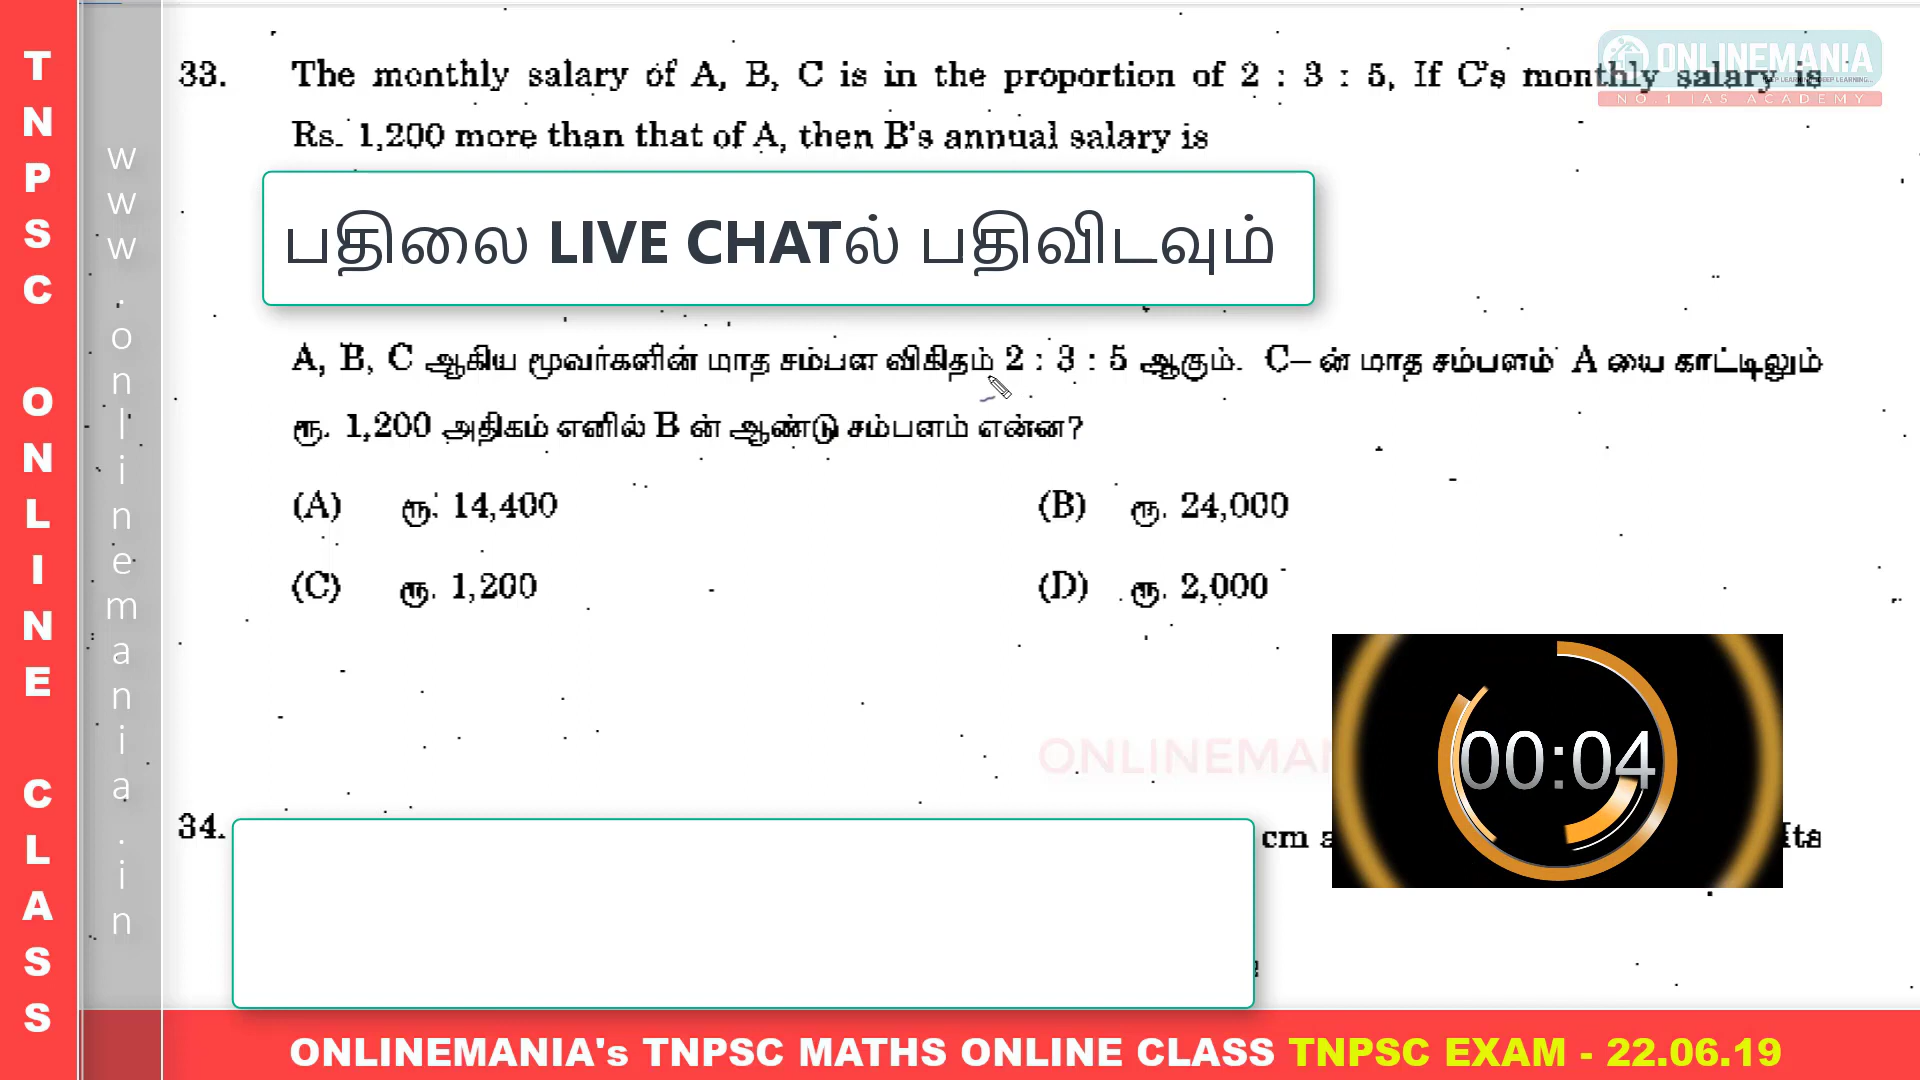 TNPSC ONLINE CLASS
www.onlinemania.in
ONLINEMANIA
NO 1 IAS ACADEMY
33. The monthly salary of A, B, C is in the proportion of 2 : 3 : 5, If C's monthly salary is
Rs. 1,200 more than that of A, then B's annual salary is
பதிலை LIVE CHATல் பதிவிடவும்
A, B, C ஆகிய மூவர்களின் மாத சம்பள விகிதம் 2 : 3 : 5 ஆகும். C–ன் மாத சம்பளம் A யை காட்டிலும்
ரூ. 1,200 அதிகம் எனில் B ன் ஆண்டு சம்பளம் என்ன?
(A) ரூ. 14,400 (B) ரூ. 24,000
(C) ரூ. 1,200 (D) ரூ. 2,000
00:04
34. cm
ONLINEMANIA's TNPSC MATHS ONLINE CLASS TNPSC EXAM - 22.06.19